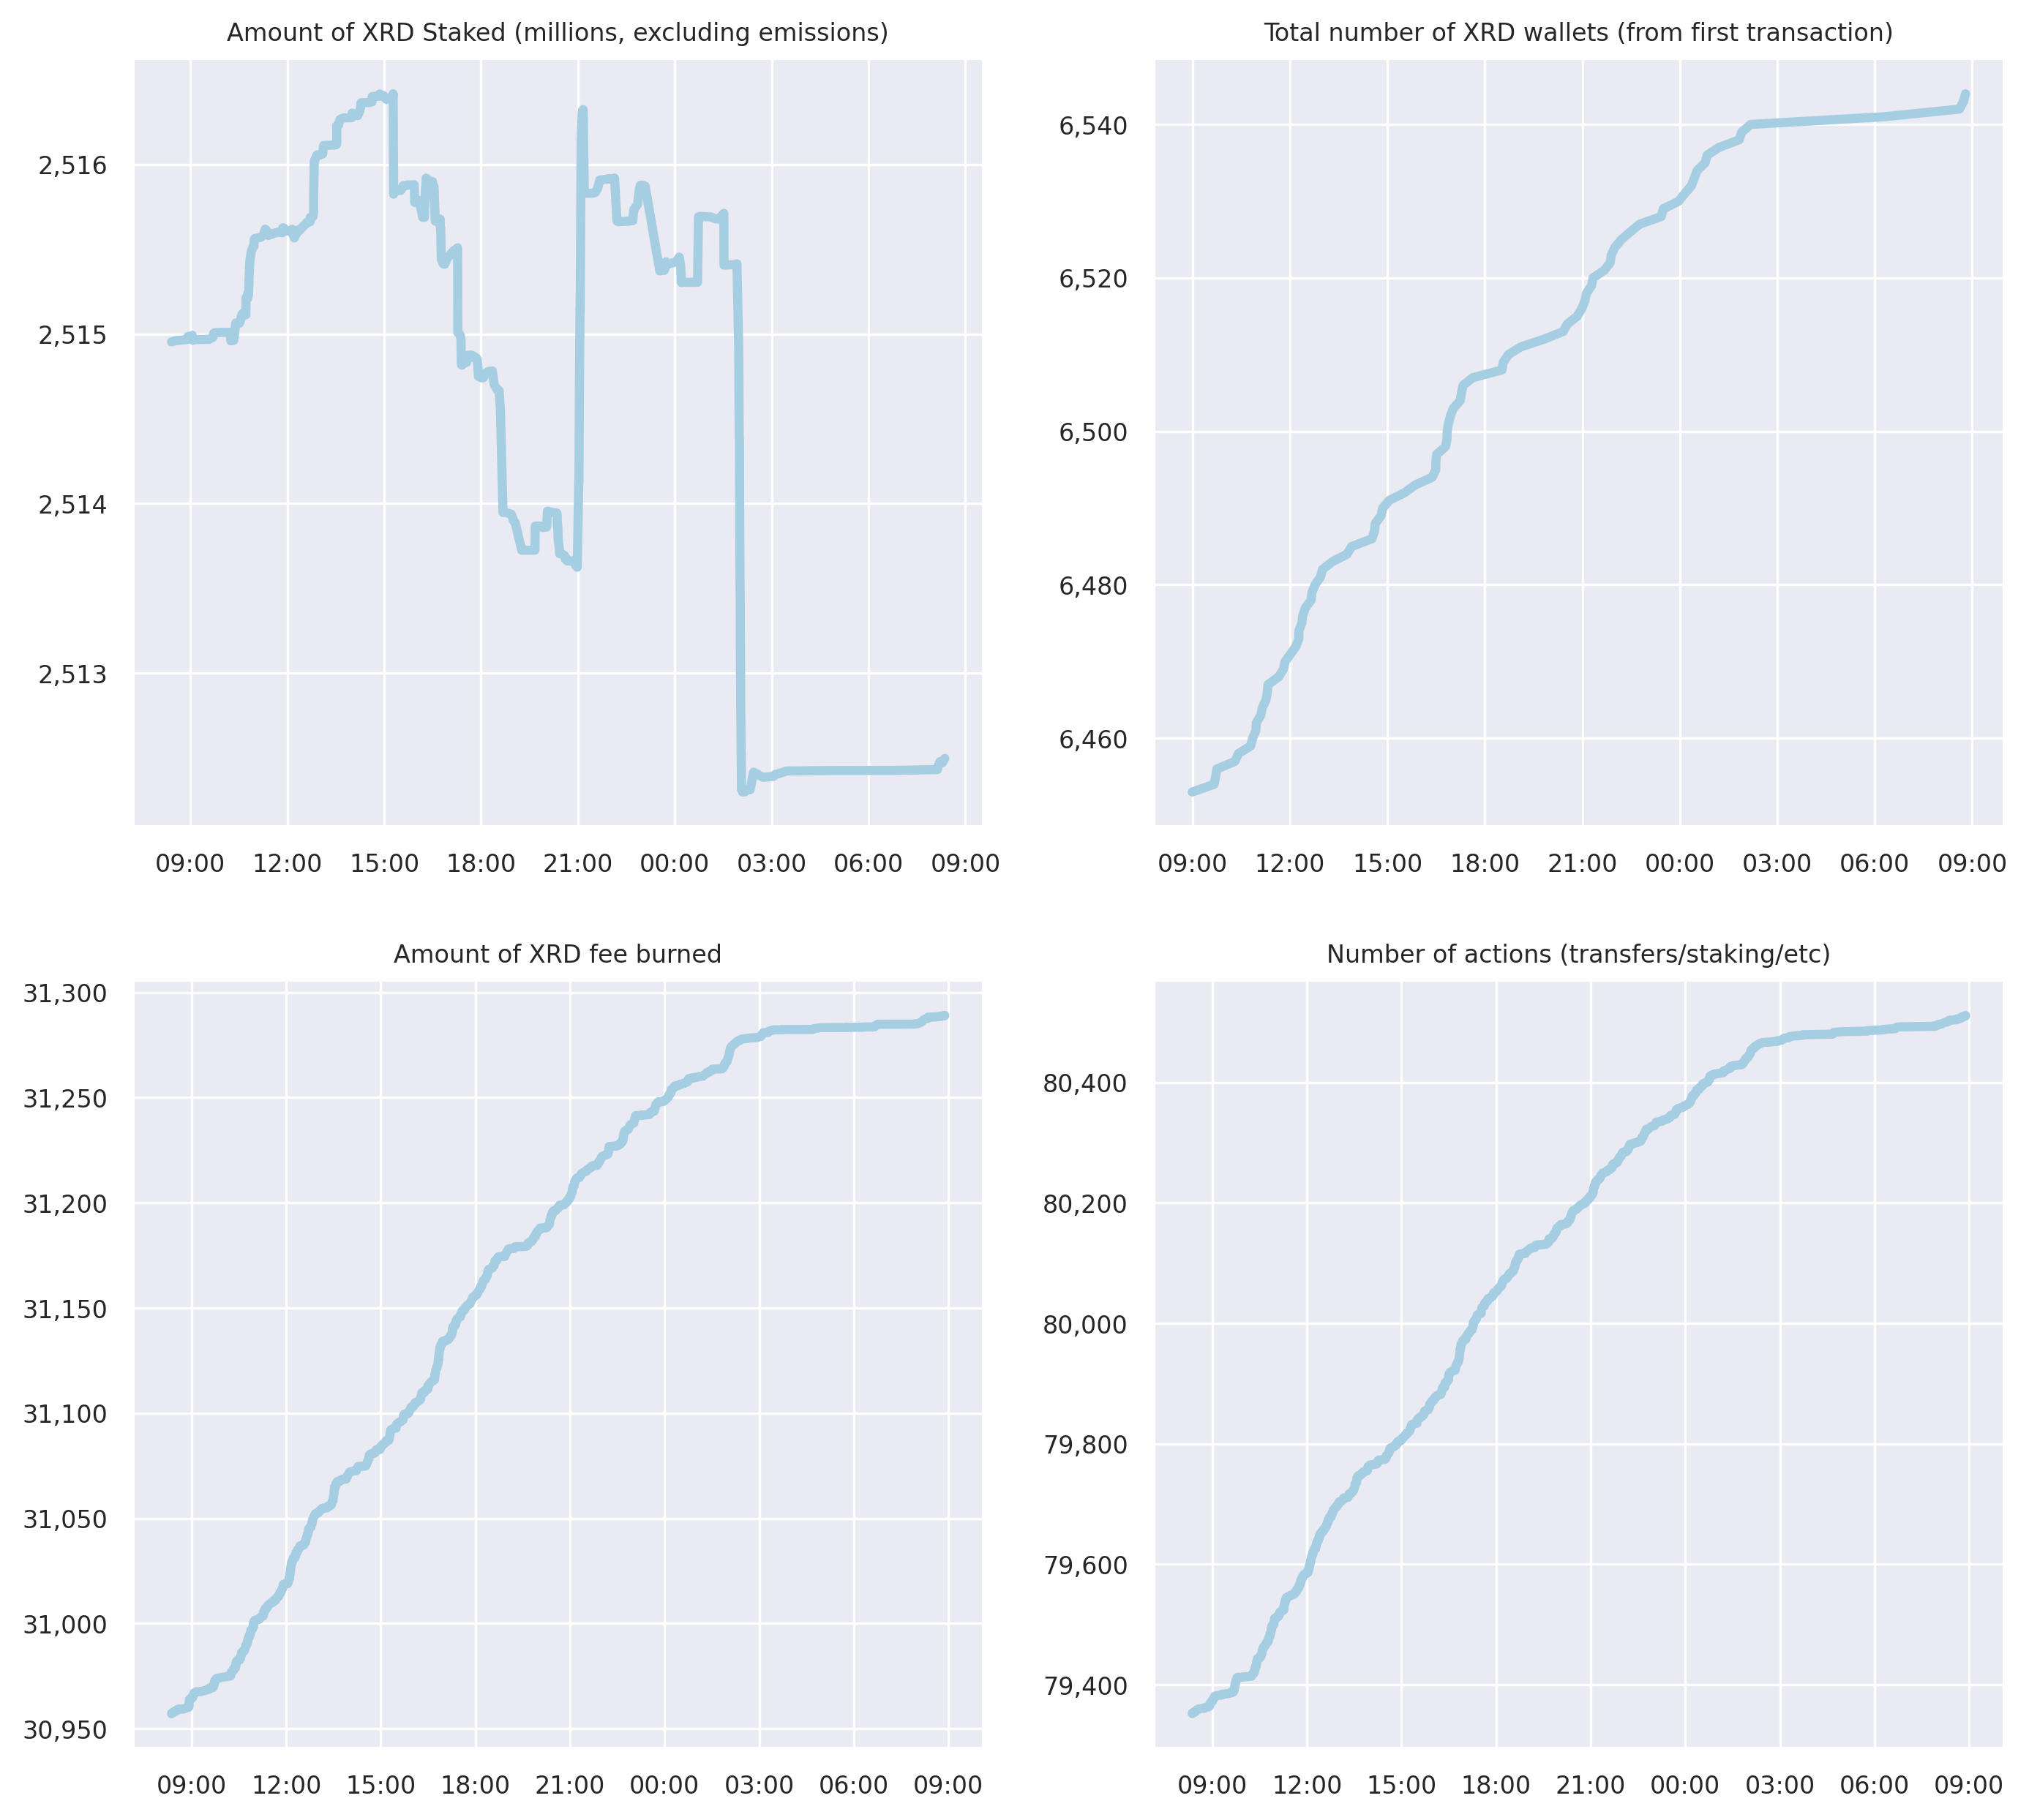 Amount of XRD Staked (millions, excluding emissions)
2,516
2,515
2,514
2,513
09:00 12:00 15:00 18:00 21:00 00:00 03:00 06:00 09:00
Total number of XRD wallets (from first transaction)
6,540
6,520
6,500
6,480
6,460
09:00 12:00 15:00 18:00 21:00 00:00 03:00 06:00 09:00
Amount of XRD fee burned
31,300
31,250
31,200
31,150
31,100
31,050
31,000
30,950
09:00 12:00 15:00 18:00 21:00 00:00 03:00 06:00 09:00
Number of actions (transfers/staking/etc)
80,400
80,200
80,000
79,800
79,600
79,400
09:00 12:00 15:00 18:00 21:00 00:00 03:00 06:00 09:00